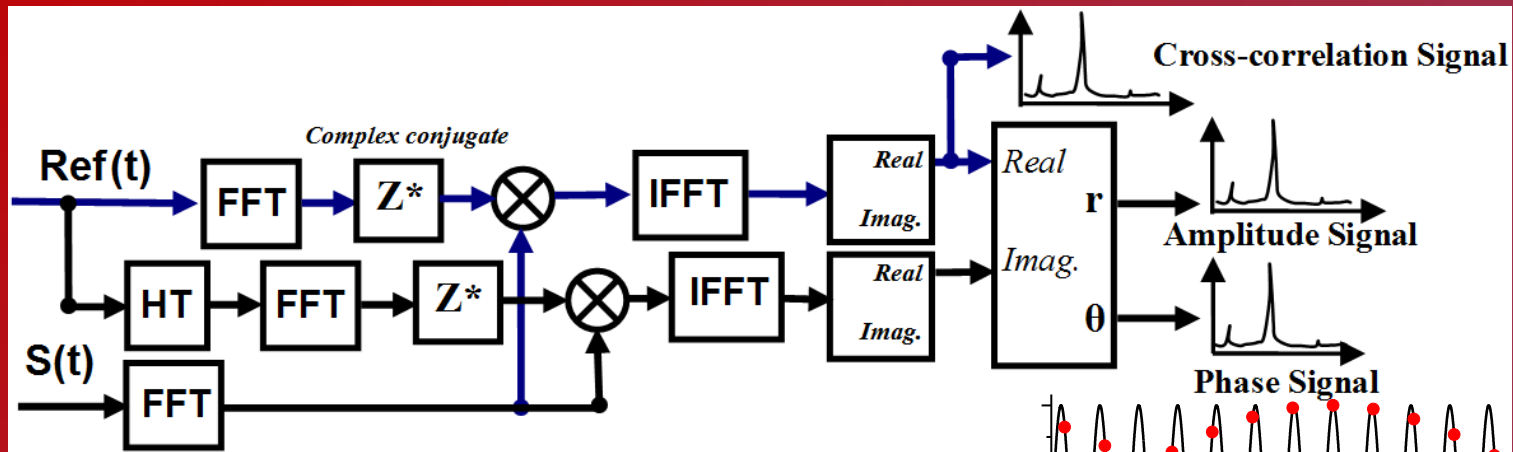 Cross-correlation Signal
Complex conjugate
Ref(t)
FFT
Z*
IFFT
Real
Imag.
Real
r
Imag.
θ
Amplitude Signal
HT
FFT
Z*
IFFT
Real
Imag.
S(t)
FFT
Phase Signal